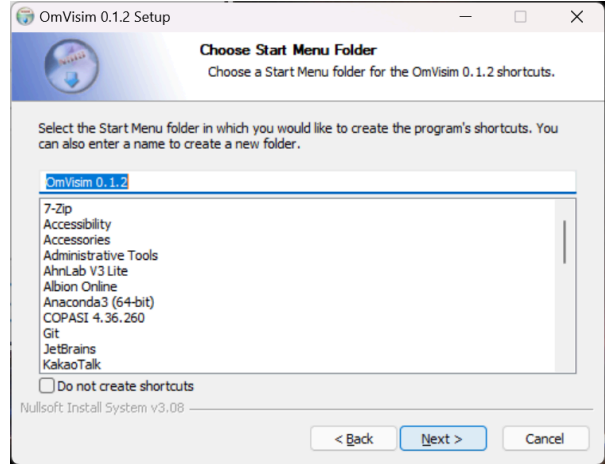 OmVisim 0.1.2 Setup
Choose Start Menu Folder
Choose a Start Menu folder for the OmVisim 0.1.2 shortcuts.
Select the Start Menu folder in which you would like to create the program's shortcuts. You
can also enter a name to create a new folder.
OmVisim 0.1.2
7-Zip
Accessibility
Accessories
Administrative Tools
AhnLab V3 Lite
Albion Online
Anaconda3 (64-bit)
COPASI 4.36.260
Git
JetBrains
KakaoTalk
Do not create shortcuts
Nullsoft Install System v3.08
< Back
Next >
Cancel